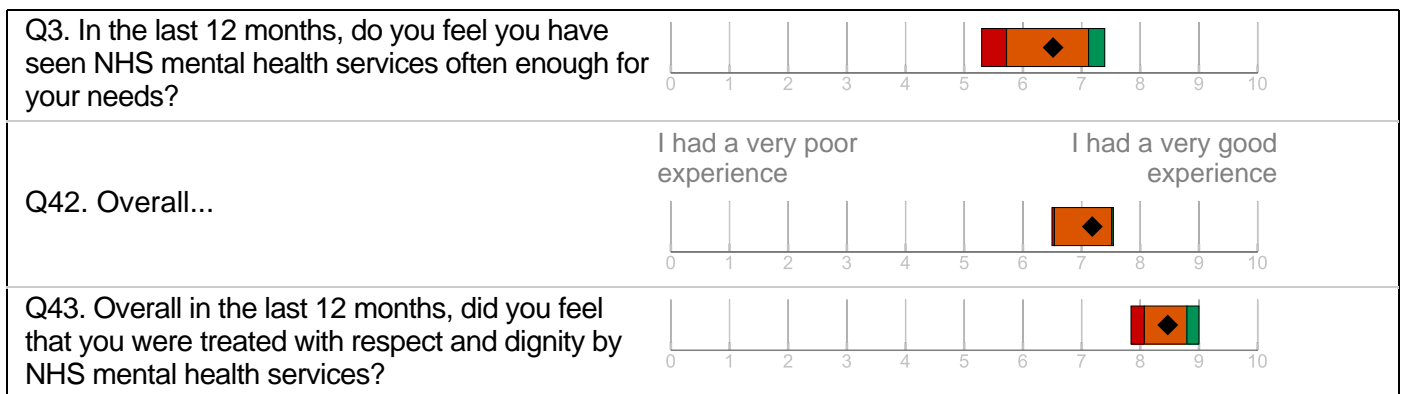 Q3. In the last 12 months, do you feel you have
seen NHS mental health services often enough for
your needs?
0 1 2 3 4 5 6 7 8 9 10
I had a very poor
experience
I had a very good
experience
Q42. Overall...
0 1 2 3 4 5 6 7 8 9 10
Q43. Overall in the last 12 months, did you feel
that you were treated with respect and dignity by
NHS mental health services?
0 1 2 3 4 5 6 7 8 9 10